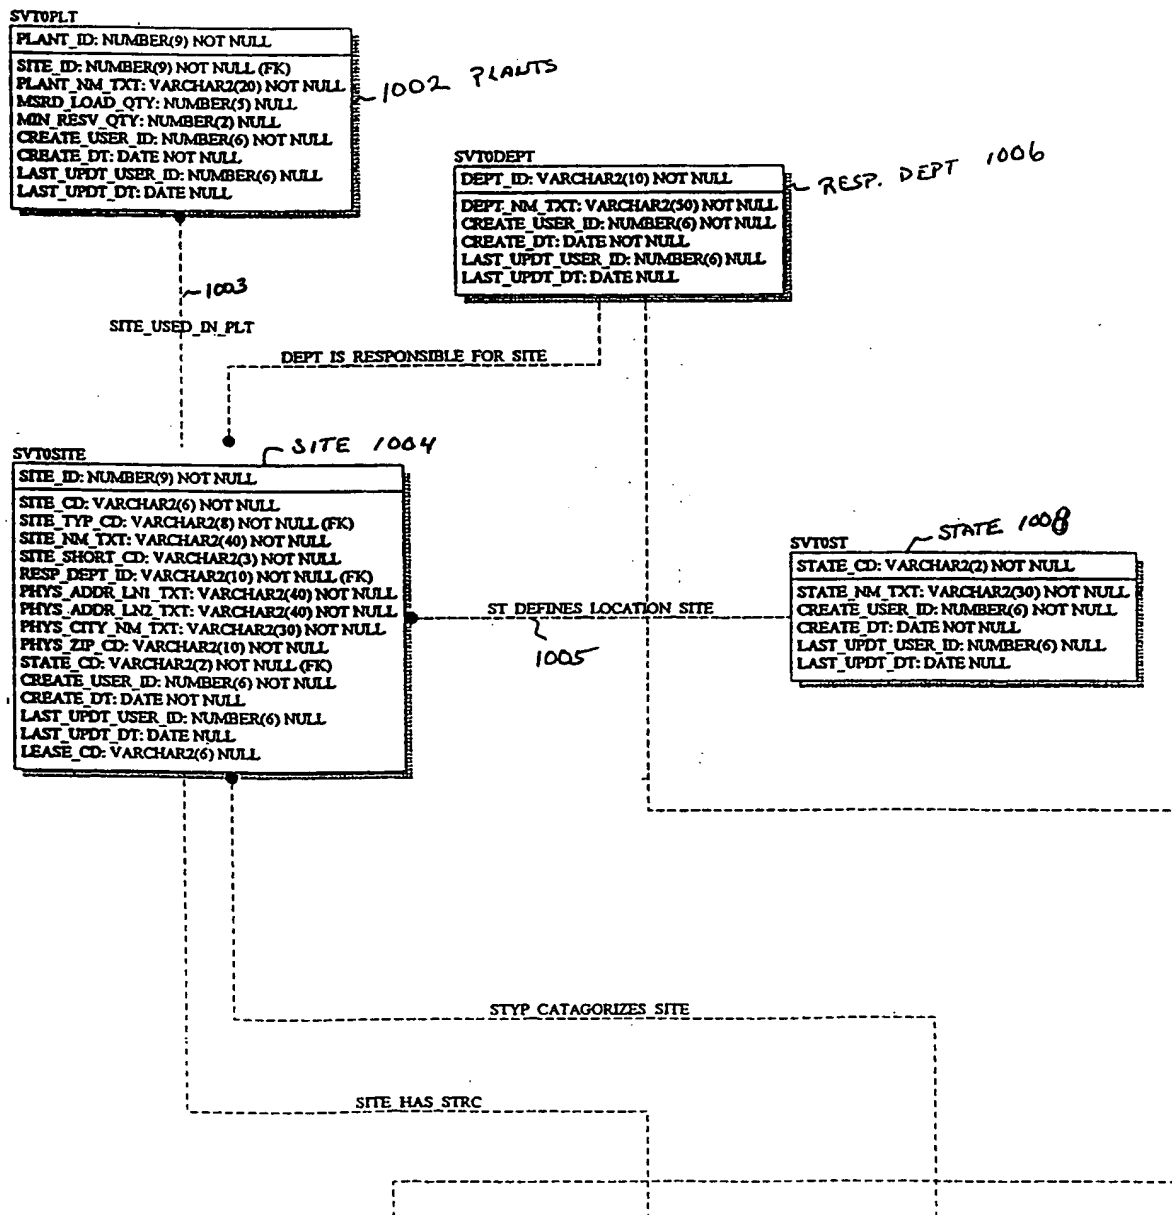 SVT0PLT
PLANT_ID: NUMBER(9) NOT NULL
SITE_ID: NUMBER(9) NOT NULL (FK)
PLANT_NM_TXT: VARCHAR2(20) NOT NULL
MSRD_LOAD_QTY: NUMBER(5) NULL
MIN_RESV_QTY: NUMBER(2) NULL
CREATE_USER_ID: NUMBER(6) NOT NULL
CREATE_DT: DATE NOT NULL
LAST_UPDT_USER_ID: NUMBER(6) NULL
LAST_UPDT_DT: DATE NULL
1002 PLANTS
SVT0DEPT
DEPT_ID: VARCHAR2(10) NOT NULL
DEPT_NM_TXT: VARCHAR2(50) NOT NULL
CREATE_USER_ID: NUMBER(6) NOT NULL
CREATE_DT: DATE NOT NULL
LAST_UPDT_USER_ID: NUMBER(6) NULL
LAST_UPDT_DT: DATE NULL
RESP. DEPT 1006
1003
SITE_USED_IN_PLT
DEPT IS RESPONSIBLE FOR SITE
SVT0SITE
SITE 1004
SITE_ID: NUMBER(9) NOT NULL
SITE_CD: VARCHAR2(6) NOT NULL
SITE_TYP_CD: VARCHAR2(8) NOT NULL (FK)
SITE_NM_TXT: VARCHAR2(40) NOT NULL
SITE_SHORT_CD: VARCHAR2(3) NOT NULL
RESP_DEPT_ID: VARCHAR2(10) NOT NULL (FK)
PHYS_ADDR_LN1_TXT: VARCHAR2(40) NOT NULL
PHYS_ADDR_LN2_TXT: VARCHAR2(40) NOT NULL
PHYS_CITY_NM_TXT: VARCHAR2(30) NOT NULL
PHYS_ZIP_CD: VARCHAR2(10) NOT NULL
STATE_CD: VARCHAR2(2) NOT NULL (FK)
CREATE_USER_ID: NUMBER(6) NOT NULL
CREATE_DT: DATE NOT NULL
LAST_UPDT_USER_ID: NUMBER(6) NULL
LAST_UPDT_DT: DATE NULL
LEASE_CD: VARCHAR2(6) NULL
ST DEFINES LOCATION SITE
1005
SVT0ST
STATE 1008
STATE_CD: VARCHAR2(2) NOT NULL
STATE_NM_TXT: VARCHAR2(30) NOT NULL
CREATE_USER_ID: NUMBER(6) NOT NULL
CREATE_DT: DATE NOT NULL
LAST_UPDT_USER_ID: NUMBER(6) NULL
LAST_UPDT_DT: DATE NULL
STYP CATAGORIZES SITE
SITE HAS STRC